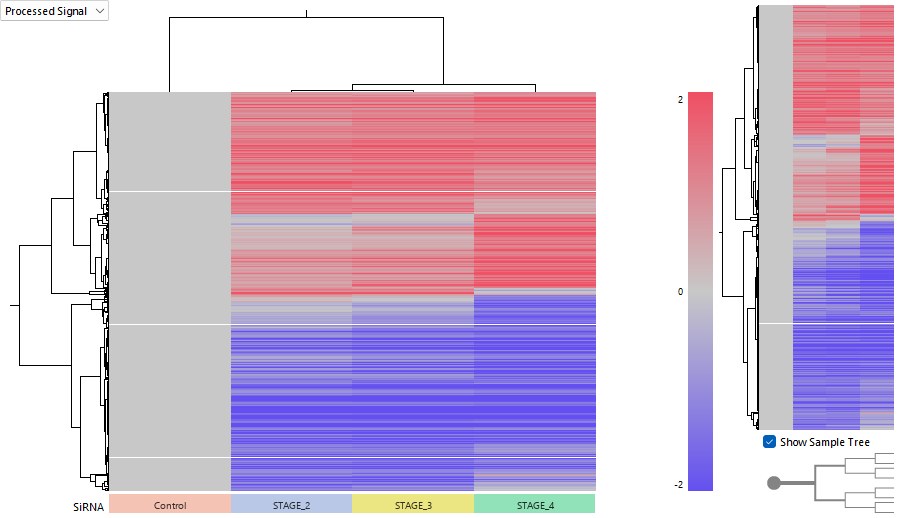 Processed Signal
2
0
-2
Show Sample Tree
SiRNA
Control
STAGE_2
STAGE_3
STAGE_4